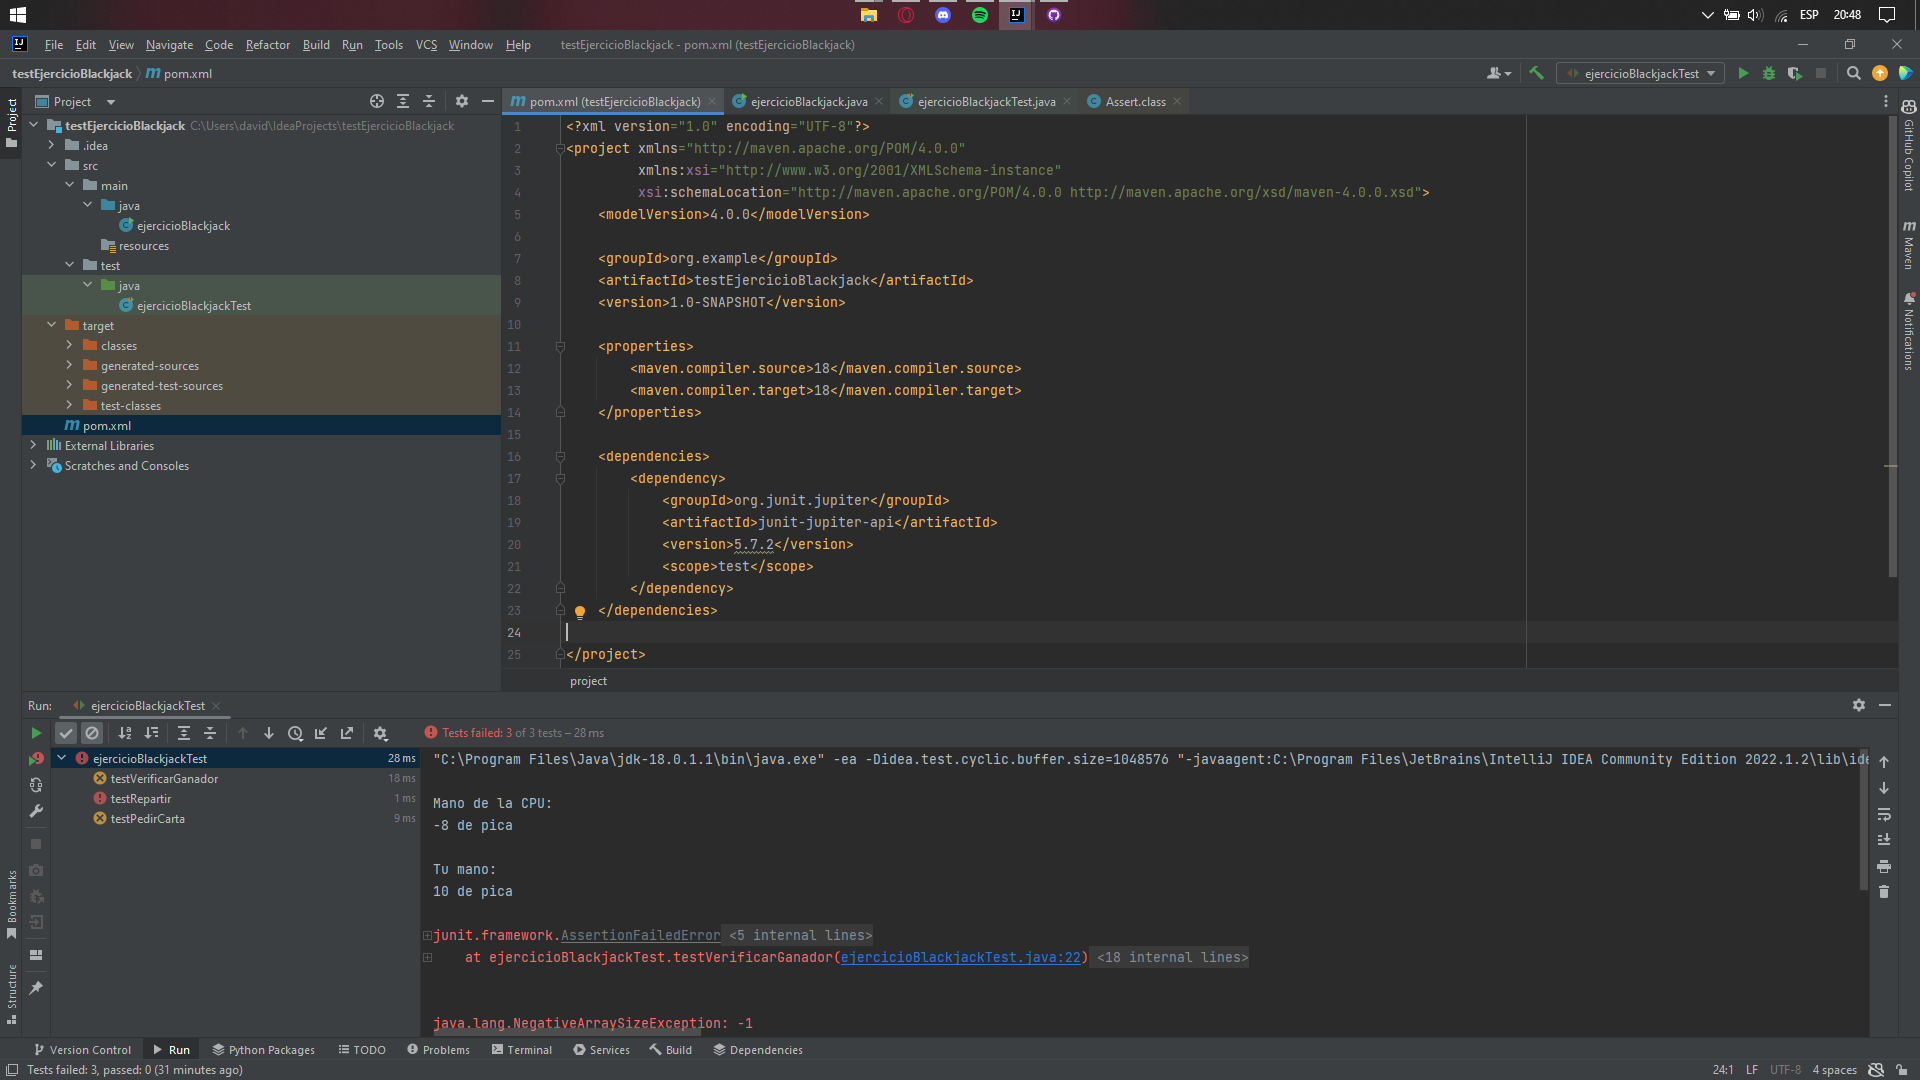 ESP 20:48
File Edit View Navigate Code Refactor Build Run Tools VCS Window Help testEjercicioBlackjack - pom.xml (testEjercicioBlackjack)
testEjercicioBlackjack pom.xml ejercicioBlackjackTest
Project
Project
pom.xml (testEjercicioBlackjack) ejercicioBlackjack.java ejercicioBlackjackTest.java Assert.class
testEjercicioBlackjack C:\Users\david\IdeaProjects\testEjercicioBlackjack
.idea
src
main
java
ejercicioBlackjack
resources
test
java
ejercicioBlackjackTest
target
classes
generated-sources
generated-test-sources
test-classes
pom.xml
External Libraries
Scratches and Consoles
1 <?xml version="1.0" encoding="UTF-8"?>
2 <project xmlns="http://maven.apache.org/POM/4.0.0"
3 xmlns:xsi="http://www.w3.org/2001/XMLSchema-instance"
4 xsi:schemaLocation="http://maven.apache.org/POM/4.0.0 http://maven.apache.org/xsd/maven-4.0.0.xsd">
5 <modelVersion>4.0.0</modelVersion>
6
7 <groupId>org.example</groupId>
8 <artifactId>testEjercicioBlackjack</artifactId>
9 <version>1.0-SNAPSHOT</version>
10
11 <properties>
12 <maven.compiler.source>18</maven.compiler.source>
13 <maven.compiler.target>18</maven.compiler.target>
14 </properties>
15
16 <dependencies>
17 <dependency>
18 <groupId>org.junit.jupiter</groupId>
19 <artifactId>junit-jupiter-api</artifactId>
20 <version>5.7.2</version>
21 <scope>test</scope>
22 </dependency>
23 </dependencies>
24
25 </project>
project
GitHub Copilot
Maven
Notifications
Run: ejercicioBlackjackTest
Tests failed: 3 of 3 tests – 28 ms
ejercicioBlackjackTest 28 ms
testVerificarGanador 18 ms
testRepartir 1 ms
testPedirCarta 9 ms
"C:\Program Files\Java\jdk-18.0.1.1\bin\java.exe" -ea -Didea.test.cyclic.buffer.size=1048576 "-javaagent:C:\Program Files\JetBrains\IntelliJ IDEA Community Edition 2022.1.2\lib\ide
Mano de la CPU:
-8 de pica
Tu mano:
10 de pica
junit.framework.AssertionFailedError <5 internal lines>
at ejercicioBlackjackTest.testVerificarGanador(ejercicioBlackjackTest.java:22) <18 internal lines>
java.lang.NegativeArraySizeException: -1
Bookmarks
Structure
Version Control Run Python Packages TODO Problems Terminal Services Build Dependencies
Tests failed: 3, passed: 0 (31 minutes ago) 24:1 LF UTF-8 4 spaces